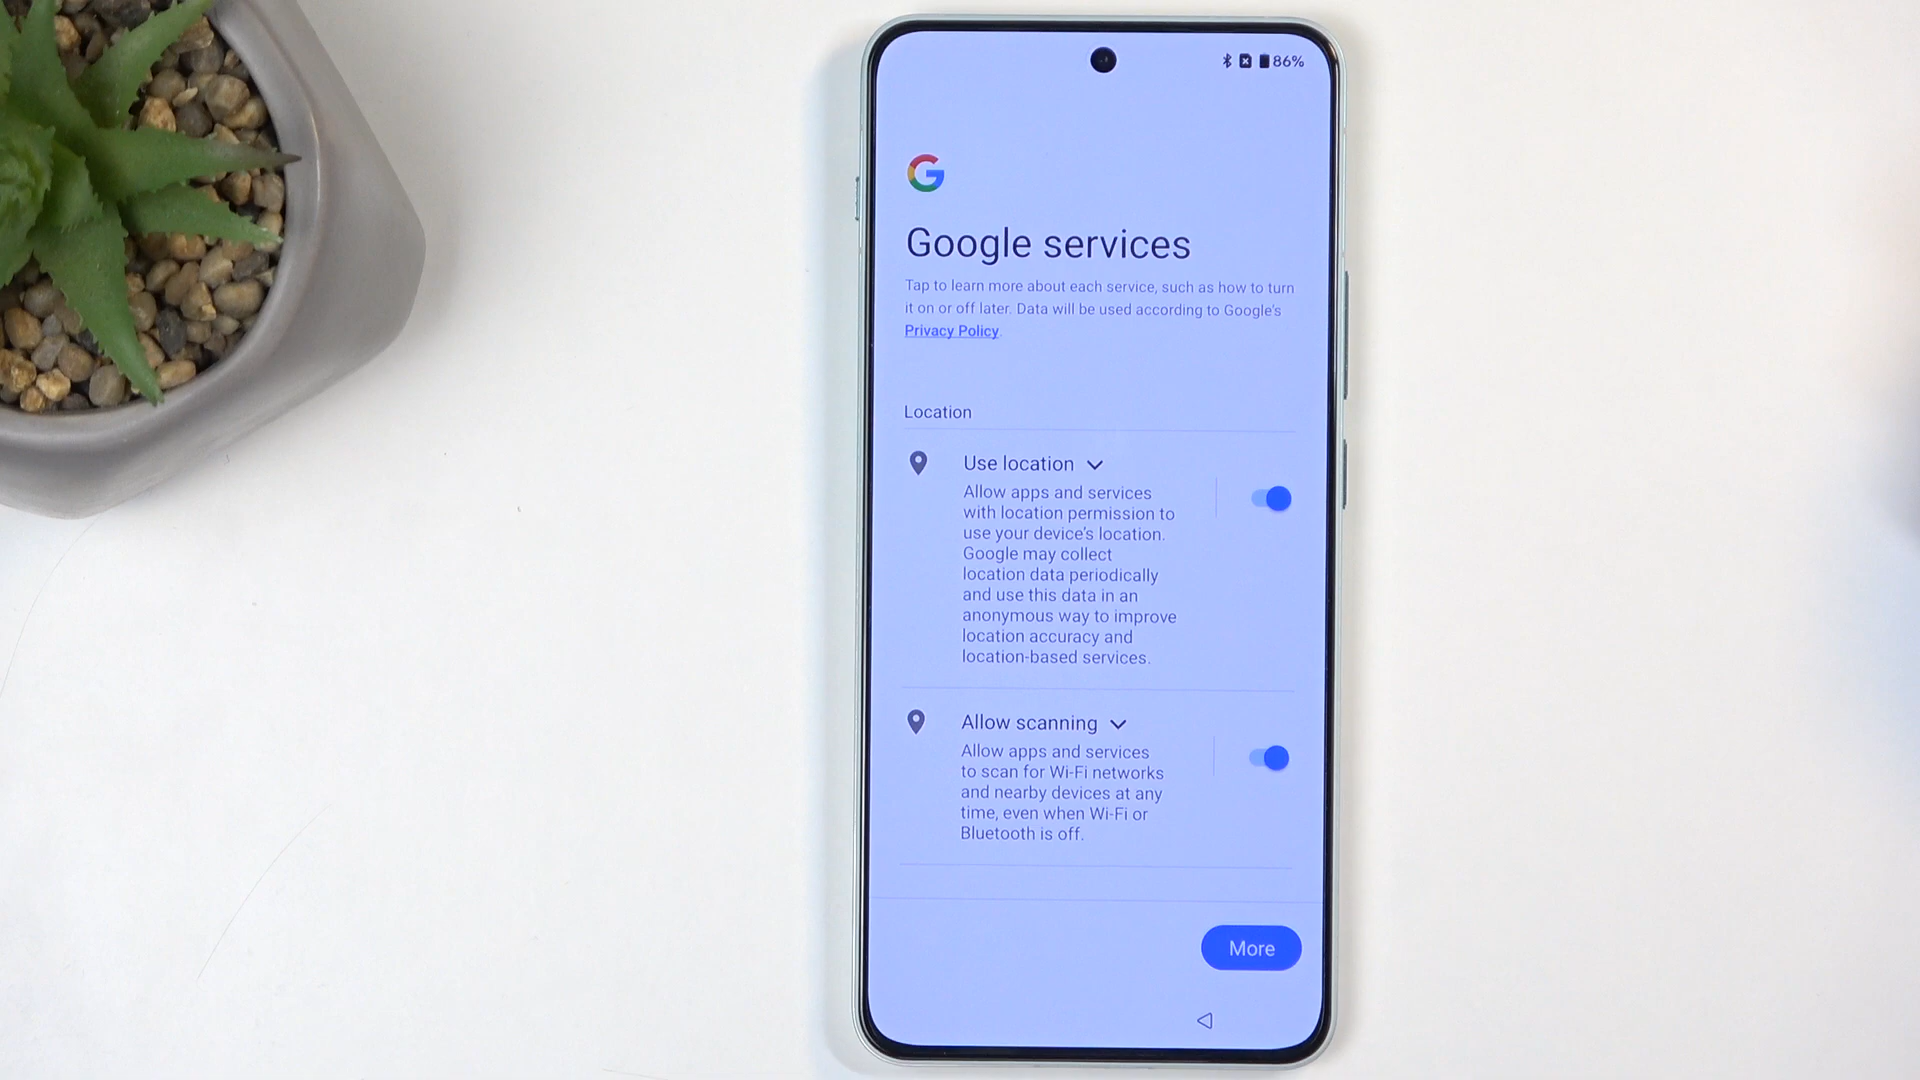 86%
Google services
Tap to learn more about each service, such as how to turn
it on or off later. Data will be used according to Google's
Privacy Policy.
Location
Use location
Allow apps and services
with location permission to
use your device's location.
Google may collect
location data periodically
and use this data in an
anonymous way to improve
location accuracy and
location-based services.
Allow scanning
Allow apps and services
to scan for Wi-Fi networks
and nearby devices at any
time, even when Wi-Fi or
Bluetooth is off.
More